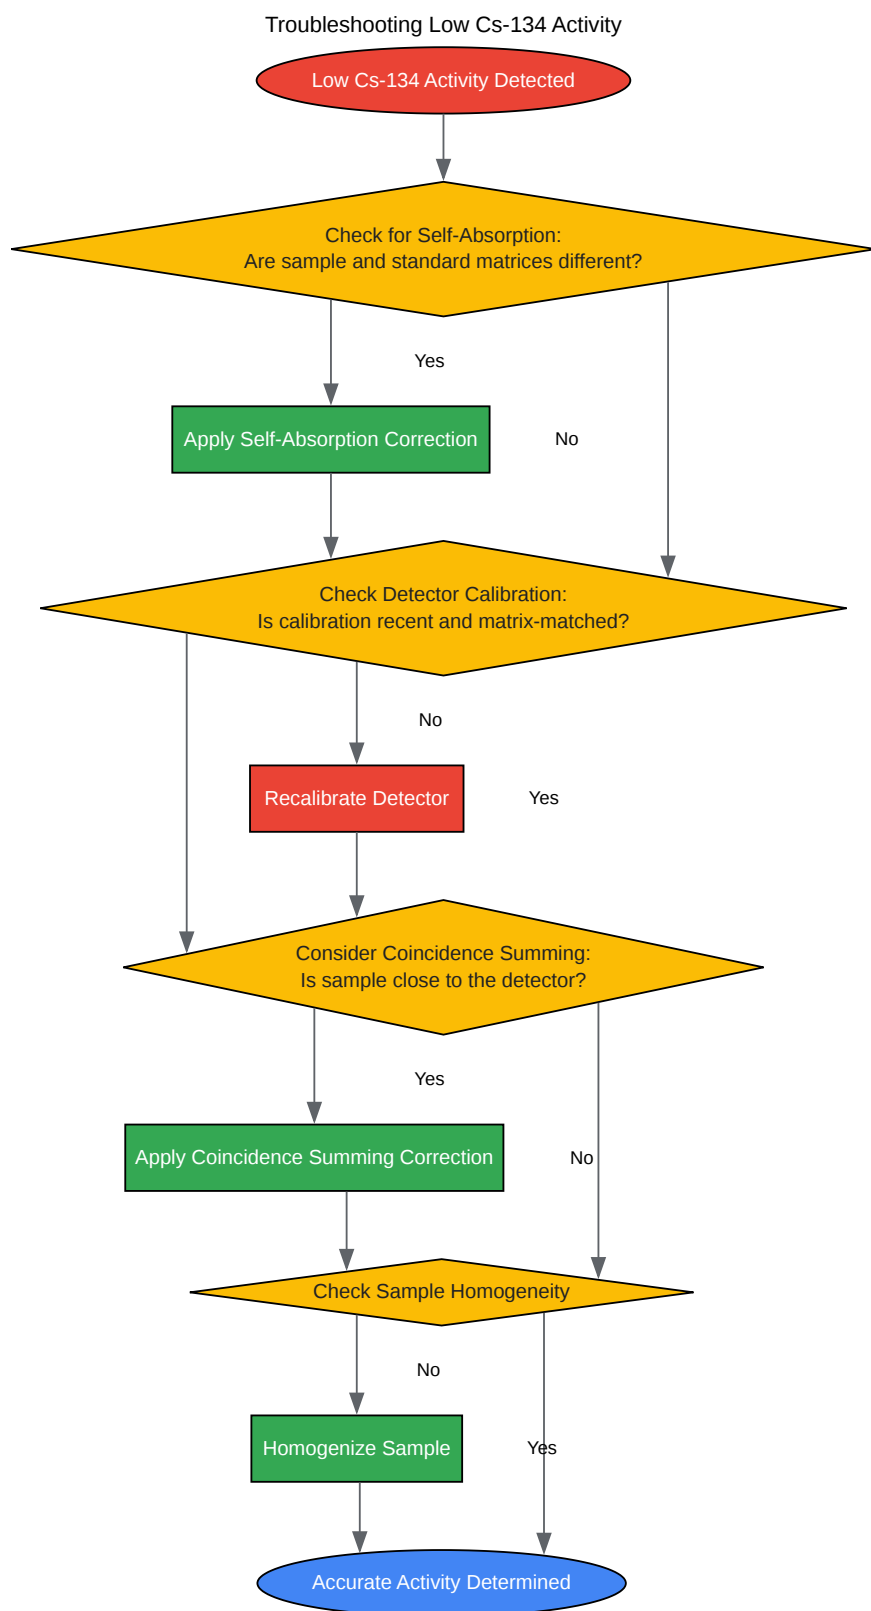 Troubleshooting Low Cs-134 Activity
Low Cs-134 Activity Detected
Check for Self-Absorption:
Are sample and standard matrices different?
Yes
Apply Self-Absorption Correction
No
Check Detector Calibration:
Is calibration recent and matrix-matched?
No
Recalibrate Detector
Yes
Consider Coincidence Summing:
Is sample close to the detector?
Yes
Apply Coincidence Summing Correction
No
Check Sample Homogeneity
No
Homogenize Sample
Yes
Accurate Activity Determined